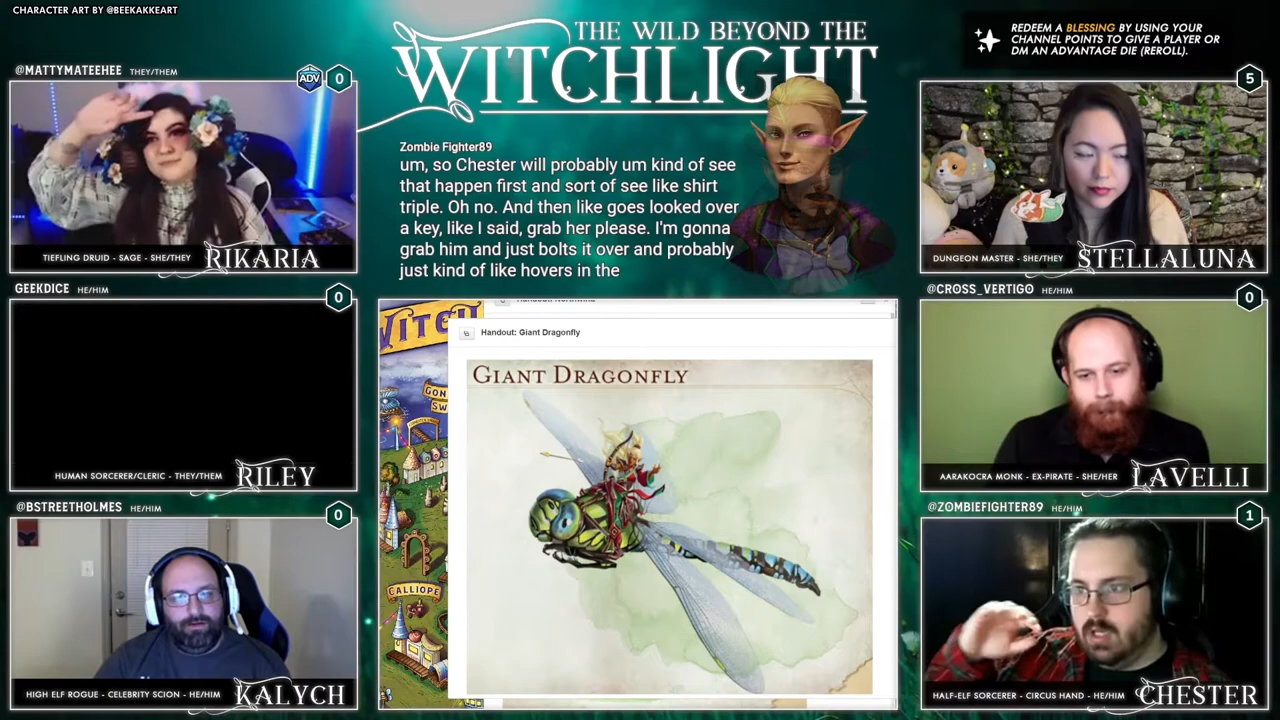 CHARACTER ART BY @BEEKAKKEART
THE WILD BEYOND THE
WITCHLIGHT
REDEEM A BLESSING BY USING YOUR
CHANNEL POINTS TO GIVE A PLAYER OR
DM AN ADVANTAGE DIE (REROLL).
@MATTYMATEEHEE THEY/THEM
ADV
0
5
Zombie Fighter89
um, so Chester will probably um kind of see
that happen first and sort of see like shirt
triple. Oh no. And then like goes looked over
a key, like I said, grab her please. I'm gonna
grab him and just bolts it over and probably
just kind of like hovers in the
TIEFLING DRUID - SAGE - SHE/THEY RIKARIA
DUNGEON MASTER - SHE/THEY STELLALUNA
GEEKDICE HE/HIM
0
@CROSS_VERTIGO HE/HIM
0
Handout: Giant Dragonfly
GIANT DRAGONFLY
CALLIOPE
HUMAN SORCERER/CLERIC - THEY/THEM RILEY
AARAKOCRA MONK - EX-PIRATE - SHE/HER LAVELLI
@BSTREETHOLMES HE/HIM
0
@ZOMBIEFIGHTER89 HE/HIM
1
HIGH ELF ROGUE - CELEBRITY SCION - HE/HIM KALYCH
HALF-ELF SORCERER - CIRCUS HAND - HE/HIM CHESTER